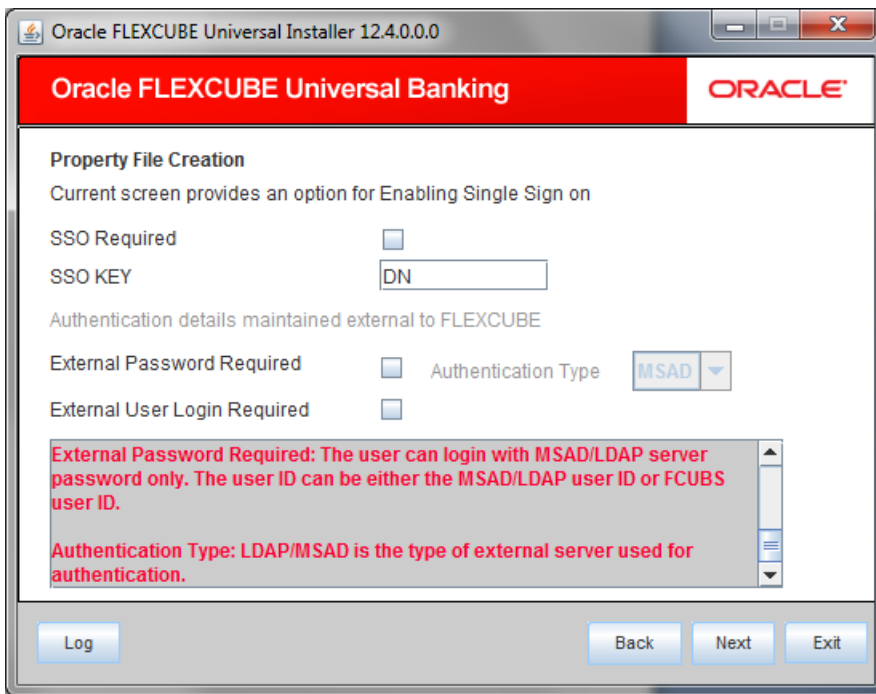 Oracle FLEXCUBE Universal Installer 12.4.0.0.0
Oracle FLEXCUBE Universal Banking
ORACLE
Property File Creation
Current screen provides an option for Enabling Single Sign on
SSO Required
SSO KEY DN
Authentication details maintained external to FLEXCUBE
External Password Required Authentication Type MSAD
External User Login Required
External Password Required: The user can login with MSAD/LDAP server
password only. The user ID can be either the MSAD/LDAP user ID or FCUBS
user ID.
Authentication Type: LDAP/MSAD is the type of external server used for
authentication.
Log Back Next Exit